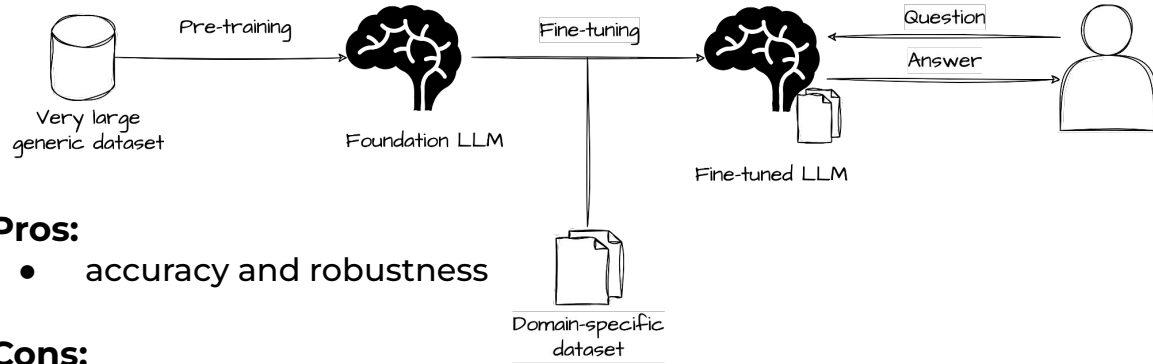 Pre-training
Fine-tuning
Question
Answer
Very large
generic dataset
Foundation LLM
Fine-tuned LLM
Pros:
● accuracy and robustness
Domain-specific
dataset
Cons: